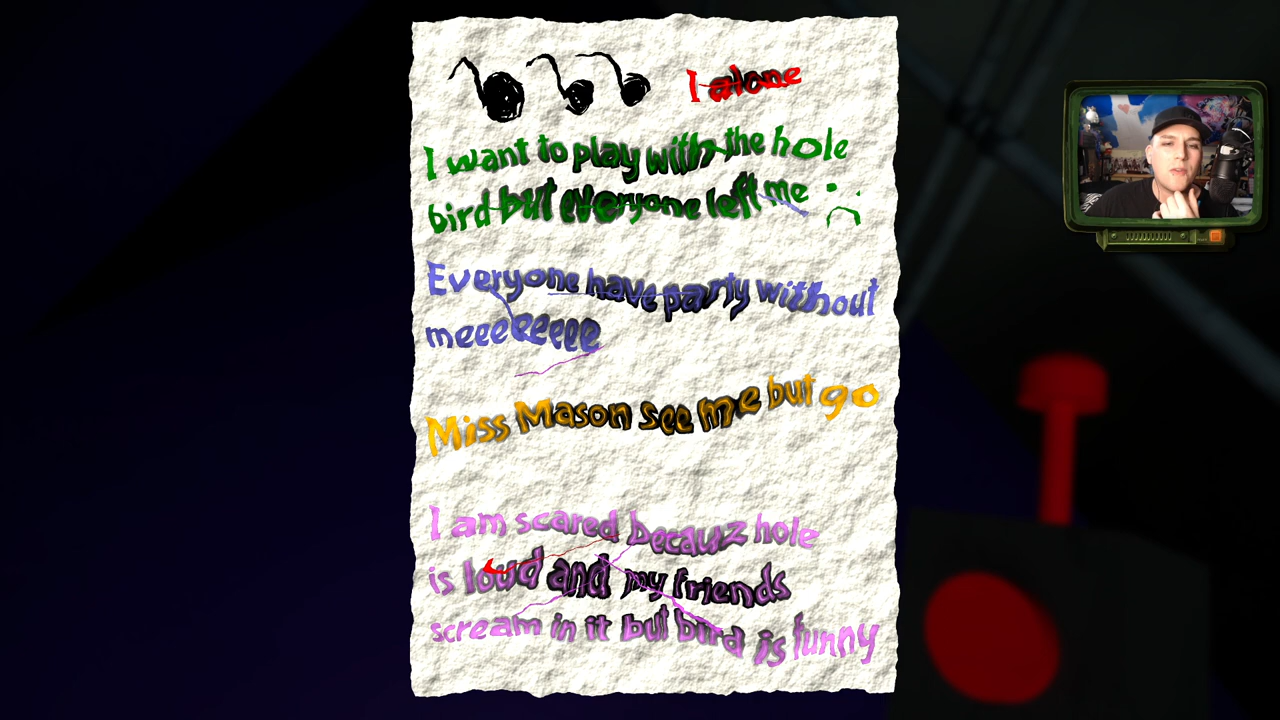 I alone
I want to play with the hole
bird but everyone left me
Everyone have party without
meeeeeeee
Miss Mason see me but go
I am scared becauz hole
is loud and my friends
scream in it but bird is funny